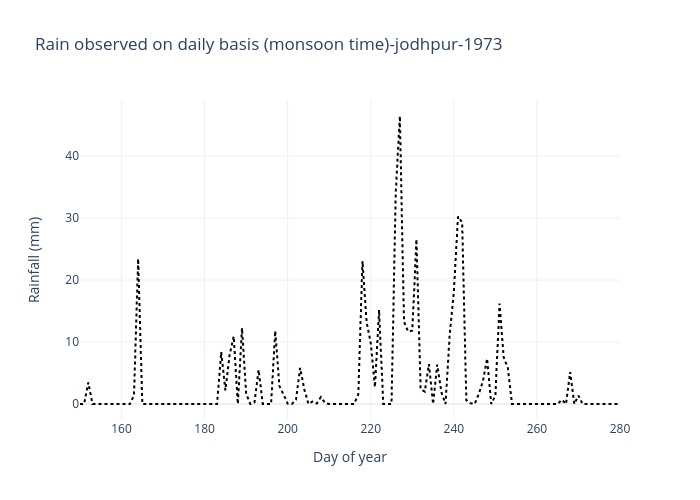 Rain observed on daily basis (monsoon time)-jodhpur-1973
Rainfall (mm)
40
30
20
10
0
160 180 200 220 240 260 280
Day of year